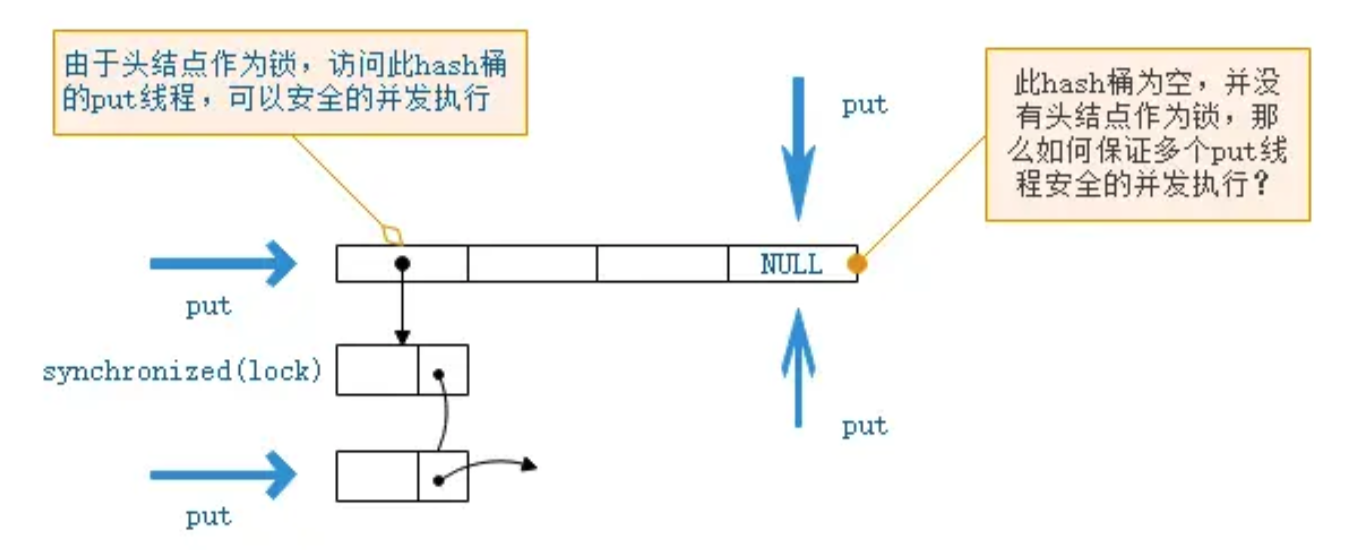 由于头结点作为锁，访问此hash桶
的put线程，可以安全的并发执行
此hash桶为空，并没
有头结点作为锁，那
么如何保证多个put线
程安全的并发执行？
put
NULL
put
synchronized(lock)
put
put